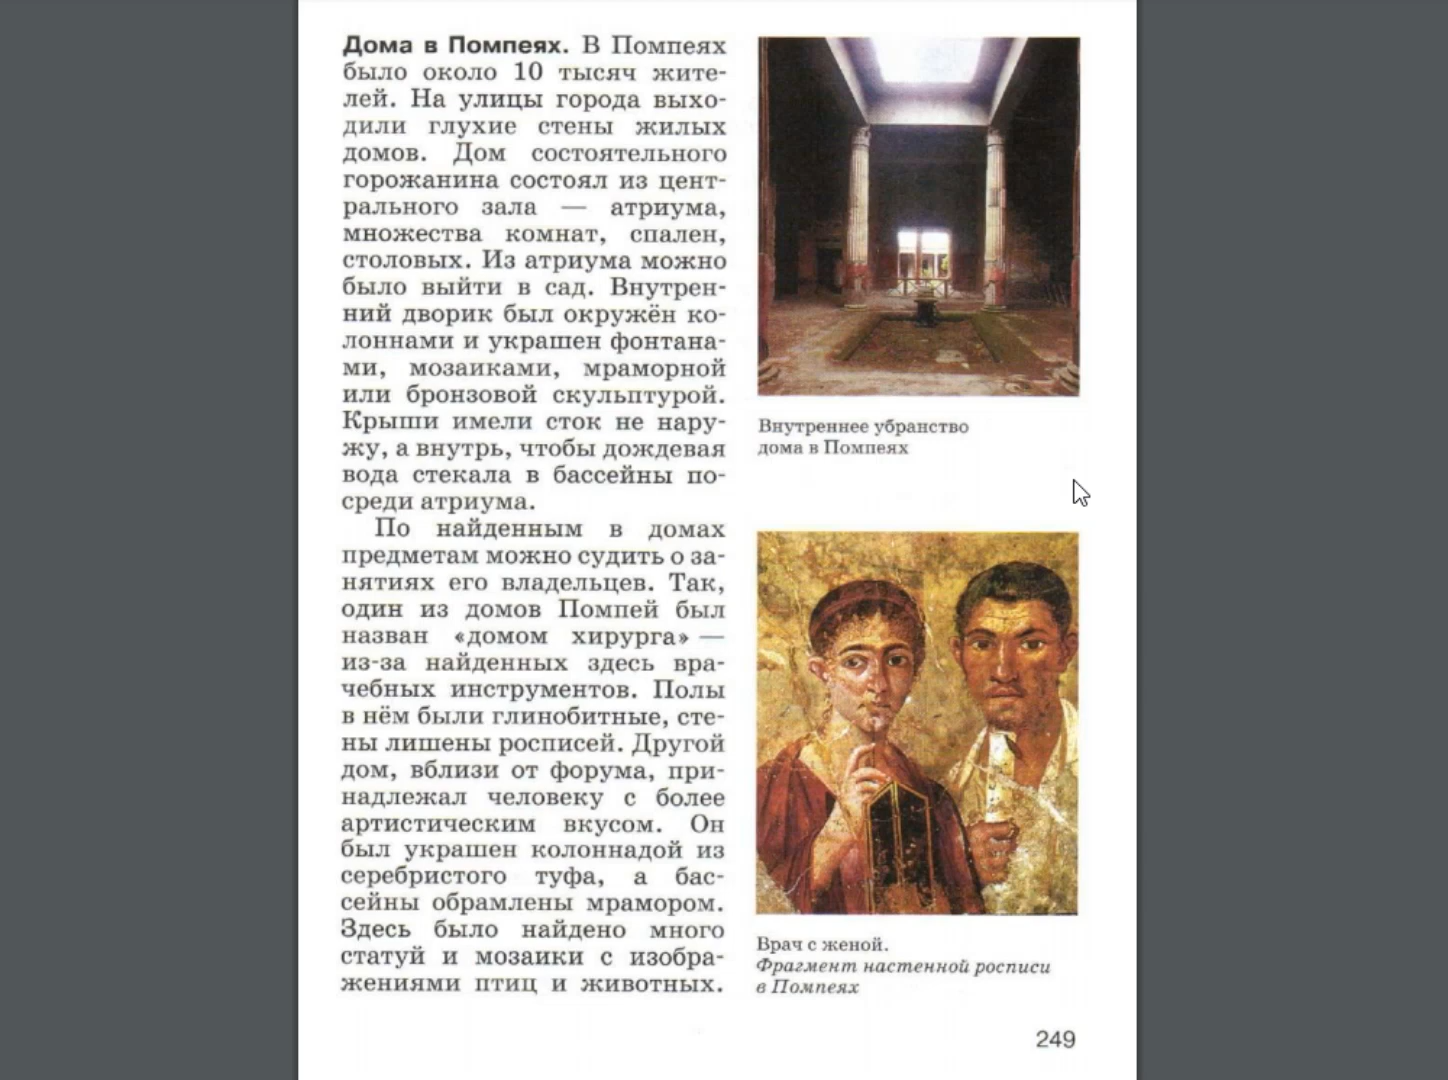 Дома в Помпеях. В Помпеях
было около 10 тысяч жите-
лей. На улицы города выхо-
дили глухие стены жилых
домов. Дом состоятельного
горожанина состоял из цент-
рального зала — атриума,
множества комнат, спален,
столовых. Из атриума можно
было выйти в сад. Внутрен-
ний дворик был окружён ко-
лоннами и украшен фонтана-
ми, мозаиками, мраморной
или бронзовой скульптурой.
Крыши имели сток не нару-
жу, а внутрь, чтобы дождевая
вода стекала в бассейны по-
среди атриума.
По найденным в домах
предметам можно судить о за-
нятиях его владельцев. Так,
один из домов Помпей был
назван «домом хирурга» —
из-за найденных здесь вра-
чебных инструментов. Полы
в нём были глинобитные, сте-
ны лишены росписей. Другой
дом, вблизи от форума, при-
надлежал человеку с более
артистическим вкусом. Он
был украшен колоннадой из
серебристого туфа, а бас-
сейны обрамлены мрамором.
Здесь было найдено много
статуй и мозаики с изобра-
жениями птиц и животных.
Внутреннее убранство
дома в Помпеях
Врач с женой.
Фрагмент настенной росписи
в Помпеях
249